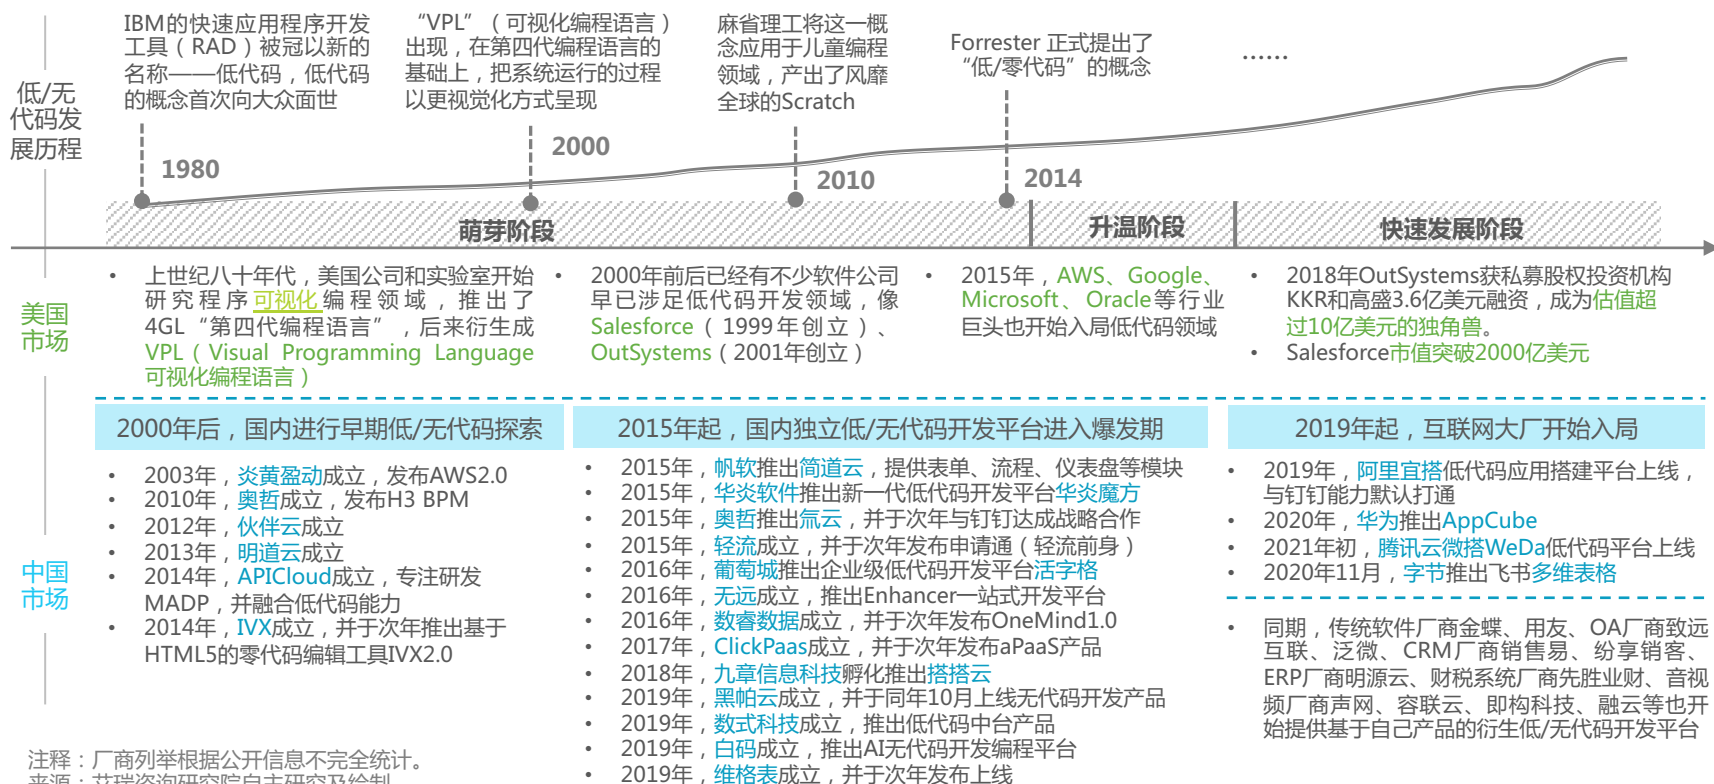 IBM的快速应用程序开发
工具（RAD）被冠以新的
名称——低代码，低代码
的概念首次向大众面世
“VPL”（可视化编程语言）
出现，在第四代编程语言的
基础上，把系统运行的过程
以更视觉化方式呈现
麻省理工将这一概
念应用于儿童编程
领域，产出了风靡
全球的Scratch
Forrester 正式提出了
“低/零代码”的概念
……
低/无
代码发
展历程
1980
2000
2010
2014
萌芽阶段
升温阶段
快速发展阶段
美国
市场
• 上世纪八十年代，美国公司和实验室开始
研究程序可视化编程领域，推出了
4GL“第四代编程语言”，后来衍生成
VPL（Visual Programming Language
可视化编程语言）
• 2000年前后已经有不少软件公司
早已涉足低代码开发领域，像
Salesforce（1999年创立）、
OutSystems（2001年创立）
• 2015年，AWS、Google、
Microsoft、Oracle等行业
巨头也开始入局低代码领域
• 2018年OutSystems获私募股权投资机构
KKR和高盛3.6亿美元融资，成为估值超
过10亿美元的独角兽。
• Salesforce市值突破2000亿美元
中国
市场
2000年后，国内进行早期低/无代码探索
• 2003年，炎黄盈动成立，发布AWS2.0
• 2010年，奥哲成立，发布H3 BPM
• 2012年，伙伴云成立
• 2013年，明道云成立
• 2014年，APICloud成立，专注研发
MADP，并融合低代码能力
• 2014年，IVX成立，并于次年推出基于
HTML5的零代码编辑工具IVX2.0
2015年起，国内独立低/无代码开发平台进入爆发期
• 2015年，帆软推出简道云，提供表单、流程、仪表盘等模块
• 2015年，华炎软件推出新一代低代码开发平台华炎魔方
• 2015年，奥哲推出氚云，并于次年与钉钉达成战略合作
• 2015年，轻流成立，并于次年发布申请通（轻流前身）
• 2016年，葡萄城推出企业级低代码开发平台活字格
• 2016年，无远成立，推出Enhancer一站式开发平台
• 2016年，数睿数据成立，并于次年发布OneMind1.0
• 2017年，ClickPaas成立，并于次年发布aPaaS产品
• 2018年，九章信息科技孵化推出搭搭云
• 2019年，黑帕云成立，并于同年10月上线无代码开发产品
• 2019年，数式科技成立，推出低代码中台产品
• 2019年，白码成立，推出AI无代码开发编程平台
• 2019年，维格表成立，并于次年发布上线
2019年起，互联网大厂开始入局
• 2019年，阿里宜搭低代码应用搭建平台上线，
与钉钉能力默认打通
• 2020年，华为推出AppCube
• 2021年初，腾讯云微搭WeDa低代码平台上线
• 2020年11月，字节推出飞书多维表格
• 同期，传统软件厂商金蝶、用友、OA厂商致远
互联、泛微、CRM厂商销售易、纷享销客、
ERP厂商明源云、财税系统厂商先胜业财、音视
频厂商声网、容联云、即构科技、融云等也开
始提供基于自己产品的衍生低/无代码开发平台
注释：厂商列举根据公开信息不完全统计。
来源：艾瑞咨询研究院自主研究及绘制